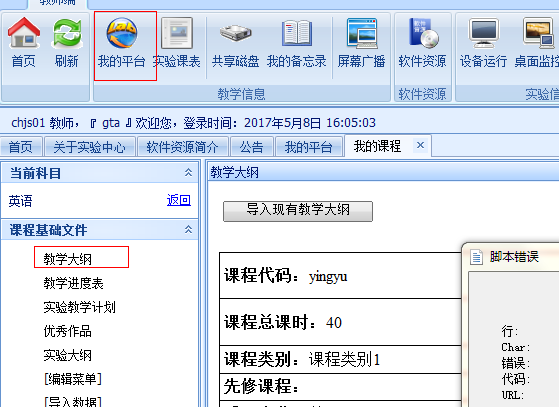 教师端
首页 刷新 我的平台 实验课表 共享磁盘 我的备忘录 屏幕广播 软件资源 设备运行 桌面监控
教学信息 软件资源 实验信
chjs01 教师，『 gta 』欢迎您，登录时间：2017年5月8日 16:05:03
首页 关于实验中心 软件资源简介 公告 我的平台 我的课程
当前科目
英语 返回
课程基础文件
教学大纲
教学进度表
实验教学计划
优秀作品
实验大纲
[编辑菜单]
[导入数据]
教学大纲
导入现有教学大纲
课程代码：yingyu
课程总课时：40
课程类别：课程类别1
先修课程：
脚本错误
行:
Char:
错误:
代码:
URL: